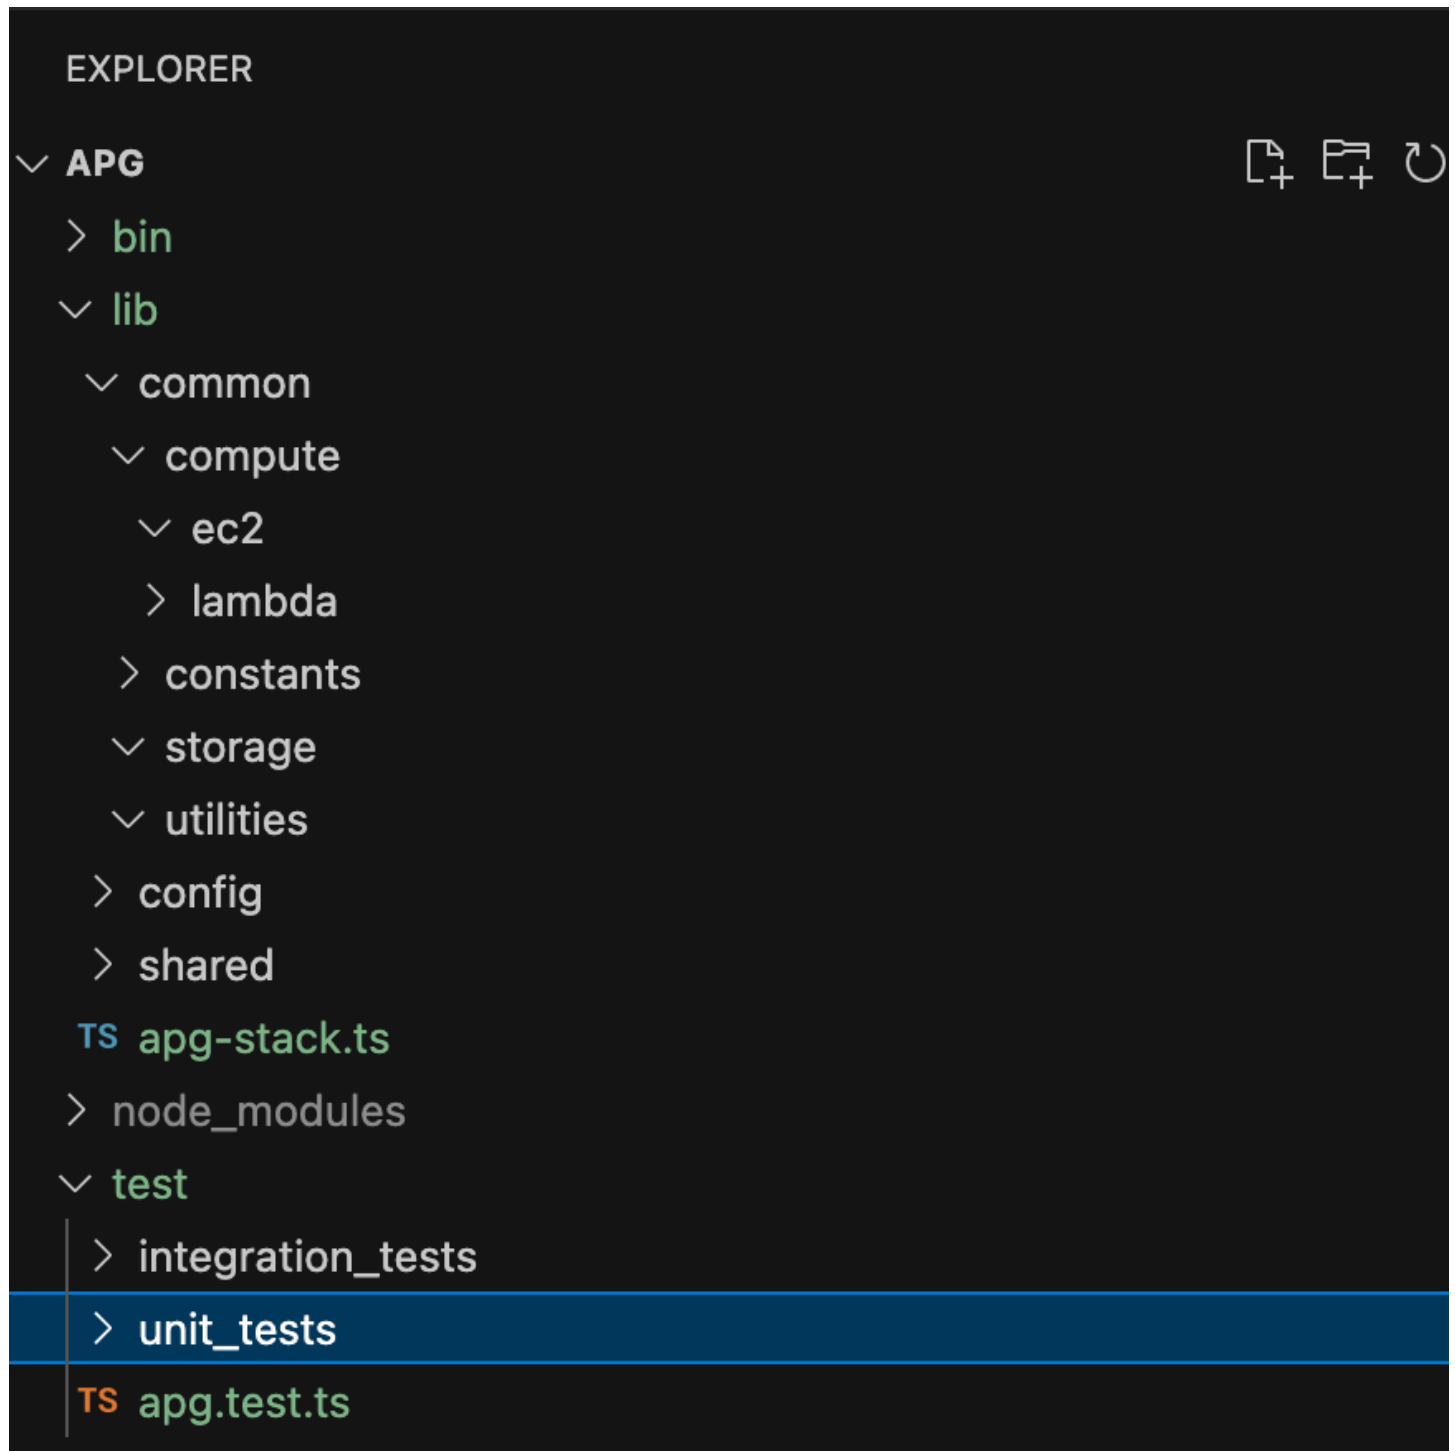 EXPLORER
APG
bin
lib
common
compute
ec2
lambda
constants
storage
utilities
config
shared
TS apg-stack.ts
node_modules
test
integration_tests
unit_tests
TS apg.test.ts